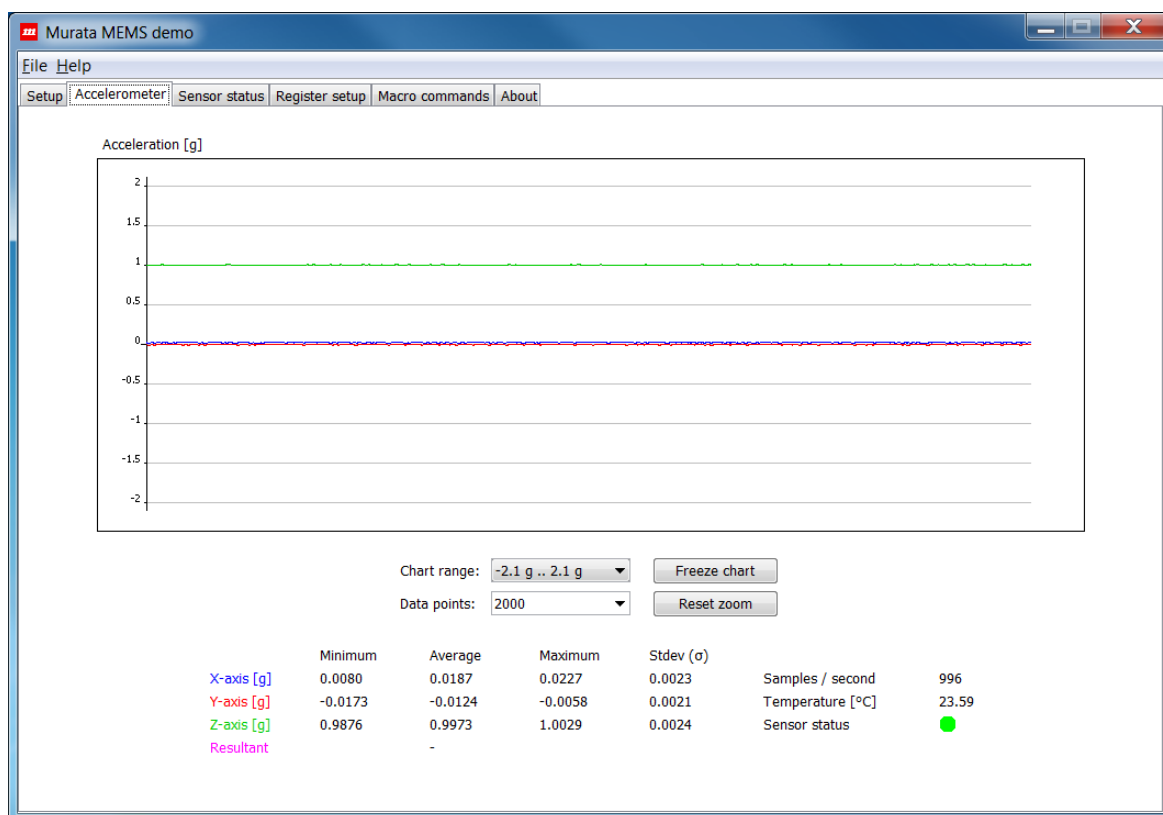 Murata MEMS demo
File Help
Setup Accelerometer Sensor status Register setup Macro commands About
Acceleration [g]
2
1.5
1
0.5
0
-0.5
-1
-1.5
-2
Chart range: -2.1 g .. 2.1 g Freeze chart
Data points: 2000 Reset zoom
Minimum Average Maximum Stdev (σ)
X-axis [g] 0.0080 0.0187 0.0227 0.0023 Samples / second 996
Y-axis [g] -0.0173 -0.0124 -0.0058 0.0021 Temperature [ºC] 23.59
Z-axis [g] 0.9876 0.9973 1.0029 0.0024 Sensor status
Resultant -